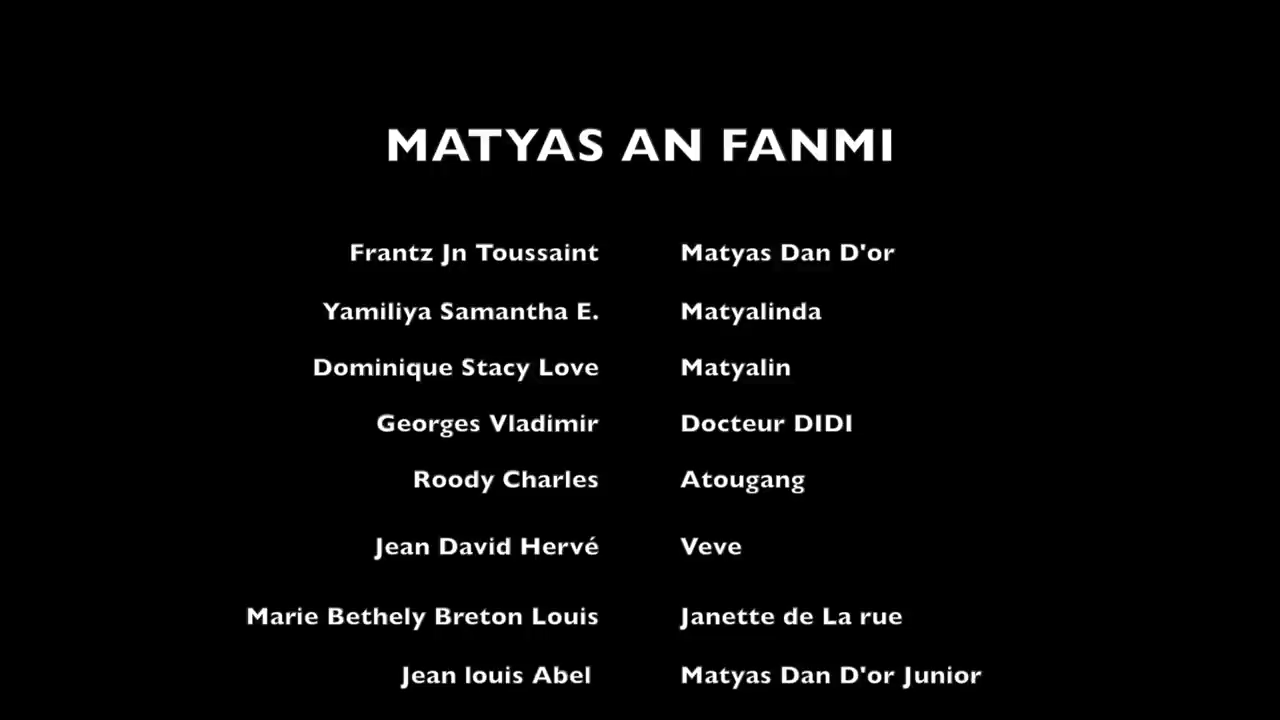 MATYAS AN FANMI
Frantz Jn Toussaint Matyas Dan D'or
Yamiliya Samantha E. Matyalinda
Dominique Stacy Love Matyalin
Georges Vladimir Docteur DIDI
Roody Charles Atougang
Jean David Hervé Veve
Marie Bethely Breton Louis Janette de La rue
Jean louis Abel Matyas Dan D'or Junior